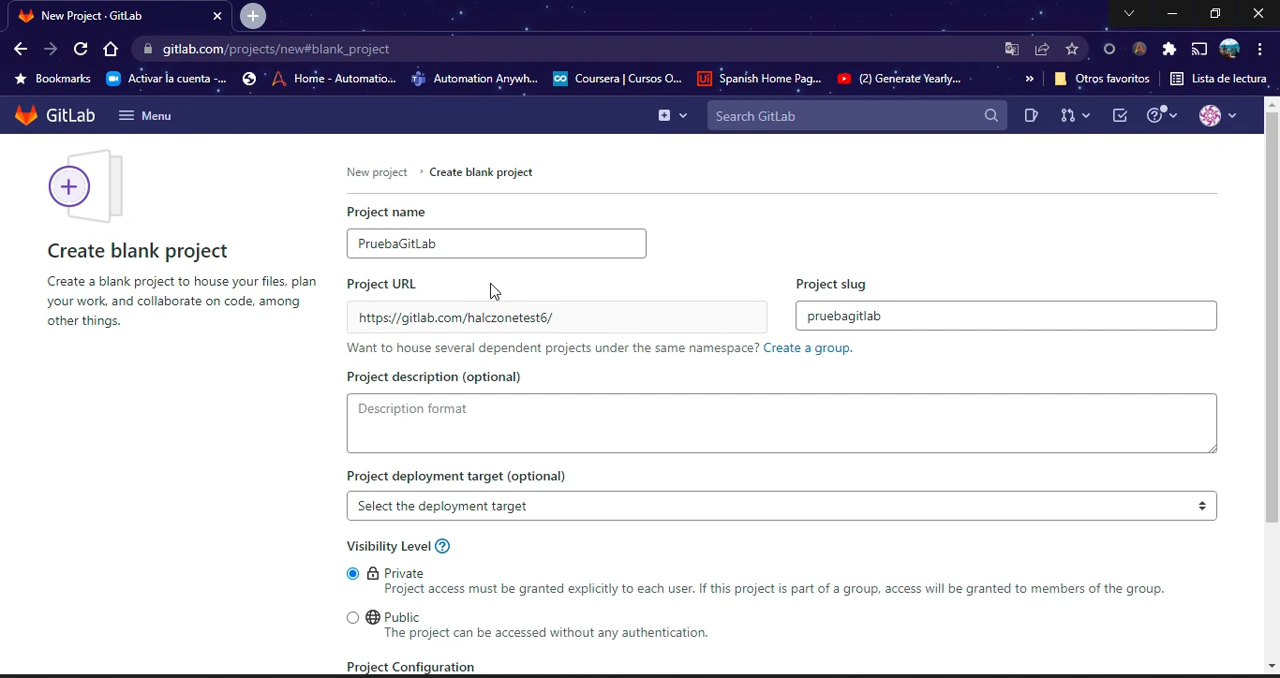 New Project · GitLab
gitlab.com/projects/new#blank_project
Bookmarks Activar la cuenta -... Home - Automatio... Automation Anywh... Coursera | Cursos O... Spanish Home Pag... (2) Generate Yearly... » Otros favoritos Lista de lectura
GitLab Menu Search GitLab
New project › Create blank project
Project name
PruebaGitLab
Create blank project
Create a blank project to house your files, plan
your work, and collaborate on code, among
other things.
Project URL Project slug
https://gitlab.com/halczonetest6/ pruebagitlab
Want to house several dependent projects under the same namespace? Create a group.
Project description (optional)
Description format
Project deployment target (optional)
Select the deployment target
Visibility Level
Private
Project access must be granted explicitly to each user. If this project is part of a group, access will be granted to members of the group.
Public
The project can be accessed without any authentication.
Project Configuration